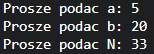 Prosze podac a: 5
Prosze podac b: 20
Prosze podac N: 33